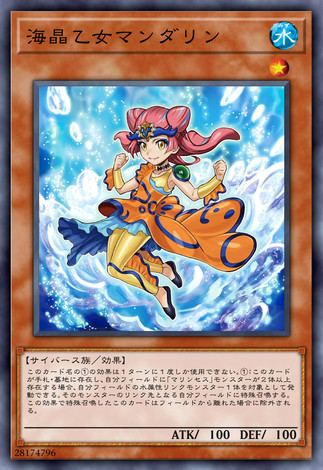 海晶乙女マンダリン
水
【サイバース族／効果】
このカード名の①の効果は１ターンに１度しか使用できない。①：このカード
が手札・墓地に存在し、自分フィールドに「マリンセス」モンスターが２体以上
存在する場合、自分フィールドの水属性リンクモンスター１体を対象として発
動できる。そのモンスターのリンク先となる自分フィールドに特殊召喚する。
この効果で特殊召喚したこのカードはフィールドから離れた場合に除外され
る。
ATK/ 100 DEF/ 100
28174796